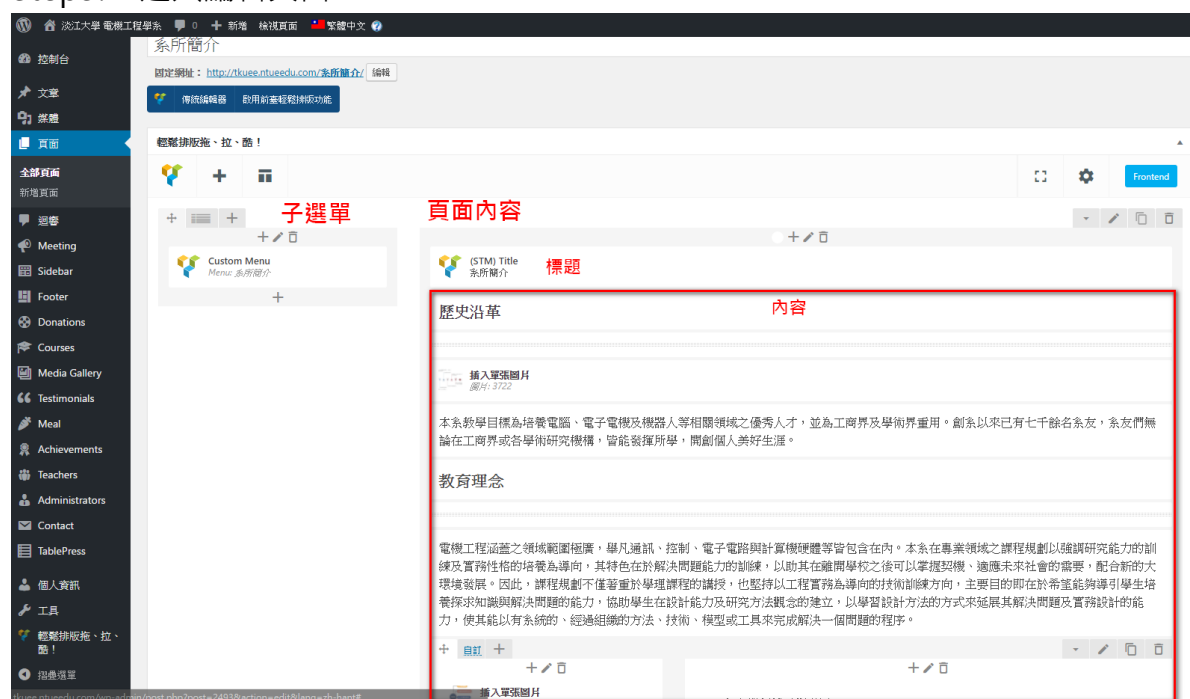 淡江大學 電機工程學系 0 新增 檢視頁面 繁體中文
系所簡介
固定網址： http://tkuee.ntueedu.com/系所簡介/ 編輯
傳統編輯器 啟用前臺輕鬆排版功能
輕鬆排版拖、拉、酷！
Frontend
控制台
文章
媒體
頁面
全部頁面
新增頁面
迴響
Meeting
Sidebar
Footer
Donations
Courses
Media Gallery
Testimonials
Meal
Achievements
Teachers
Administrators
Contact
TablePress
個人資訊
工具
輕鬆排版拖、拉、
酷！
摺疊選單
子選單
Custom Menu
Menu: 系所簡介
頁面內容
(STM) Title
系所簡介
標題
內容
歷史沿革
插入單張圖片
圖片: 3722
本系教學目標為培養電腦、電子電機及機器人等相關領域之優秀人才，並為工商界及學術界重用。創系以來已有七千餘名系友，系友們無
論在工商界或各學術研究機構，皆能發揮所學，開創個人美好生涯。
教育理念
電機工程涵蓋之領域範圍極廣，舉凡通訊、控制、電子電路與計算機硬體等皆包含在內。本系在專業領域之課程規劃以強調研究能力的訓
練及實務性格的培養為導向，其特色在於解決問題能力的訓練，以助其在離開學校之後可以掌握契機、適應未來社會的需要，配合新的大
環境發展。因此，課程規劃不僅著重於學理課程的講授，也堅持以工程實務為導向的技術訓練方向，主要目的即在於希望能夠導引學生培
養探求知識與解決問題的能力，協助學生在設計能力及研究方法觀念的建立，以學習設計方法的方式來延展其解決問題及實務設計的能
力，使其能以有系統的、經過組織的方法、技術、模型或工具來完成解決一個問題的程序。
自訂
插入單張圖片
tkuee.ntueedu.com/wp-admin/post.php?post=2493&action=edit&lang=zh-hant#